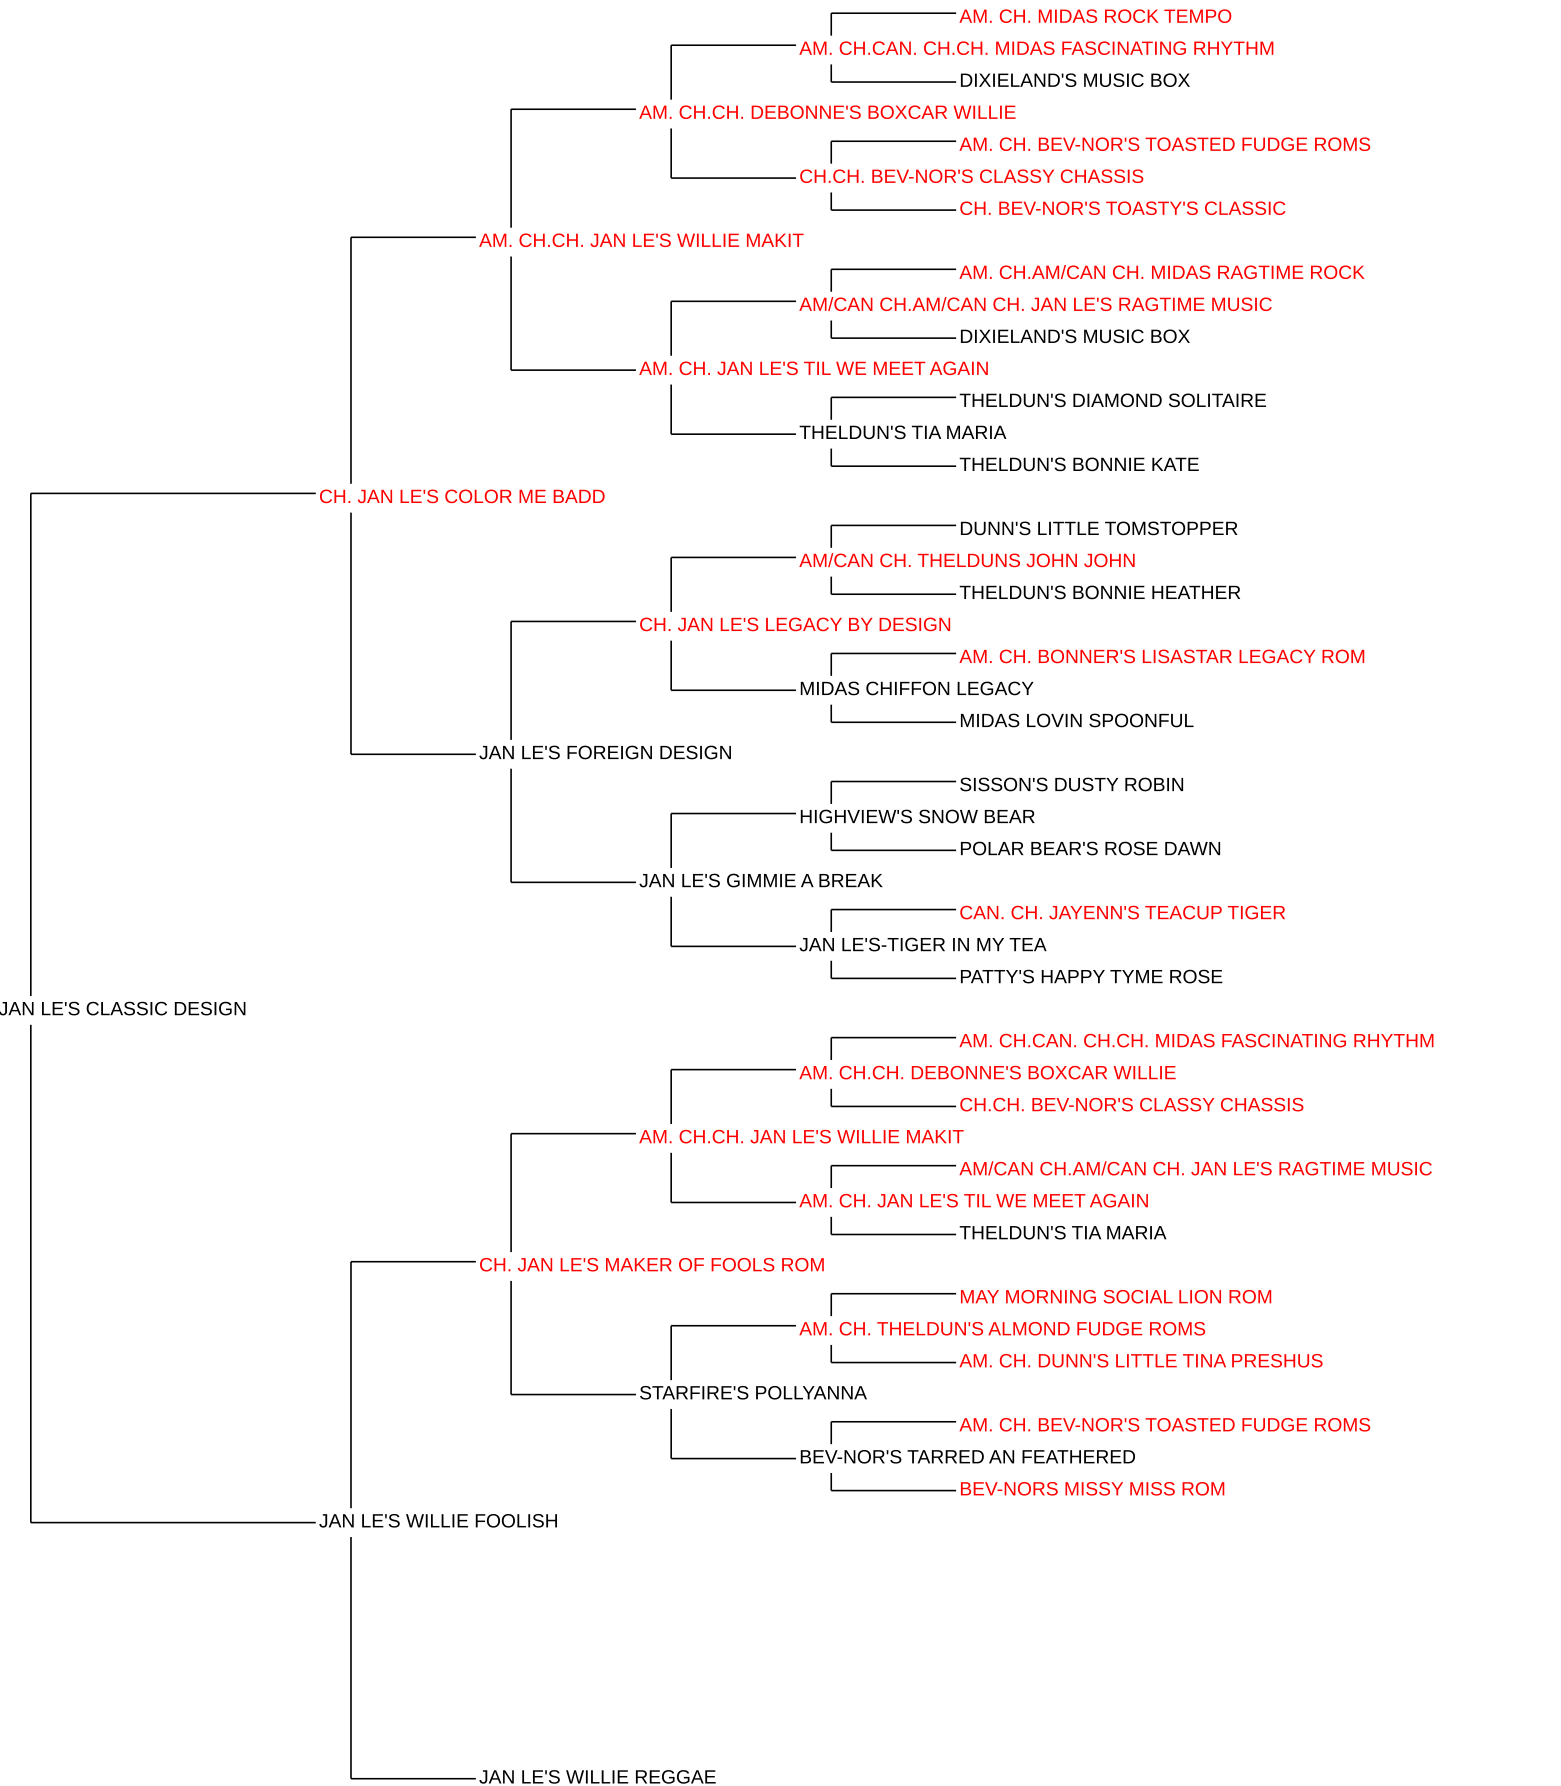 AM. CH. MIDAS ROCK TEMPO
AM. CH.CAN. CH.CH. MIDAS FASCINATING RHYTHM
DIXIELAND'S MUSIC BOX
AM. CH.CH. DEBONNE'S BOXCAR WILLIE
AM. CH. BEV-NOR'S TOASTED FUDGE ROMS
CH.CH. BEV-NOR'S CLASSY CHASSIS
CH. BEV-NOR'S TOASTY'S CLASSIC
AM. CH.CH. JAN LE'S WILLIE MAKIT
AM. CH.AM/CAN CH. MIDAS RAGTIME ROCK
AM/CAN CH.AM/CAN CH. JAN LE'S RAGTIME MUSIC
DIXIELAND'S MUSIC BOX
AM. CH. JAN LE'S TIL WE MEET AGAIN
THELDUN'S DIAMOND SOLITAIRE
THELDUN'S TIA MARIA
THELDUN'S BONNIE KATE
CH. JAN LE'S COLOR ME BADD
DUNN'S LITTLE TOMSTOPPER
AM/CAN CH. THELDUNS JOHN JOHN
THELDUN'S BONNIE HEATHER
CH. JAN LE'S LEGACY BY DESIGN
AM. CH. BONNER'S LISASTAR LEGACY ROM
MIDAS CHIFFON LEGACY
MIDAS LOVIN SPOONFUL
JAN LE'S FOREIGN DESIGN
SISSON'S DUSTY ROBIN
HIGHVIEW'S SNOW BEAR
POLAR BEAR'S ROSE DAWN
JAN LE'S GIMMIE A BREAK
CAN. CH. JAYENN'S TEACUP TIGER
JAN LE'S-TIGER IN MY TEA
PATTY'S HAPPY TYME ROSE
JAN LE'S CLASSIC DESIGN
AM. CH.CAN. CH.CH. MIDAS FASCINATING RHYTHM
AM. CH.CH. DEBONNE'S BOXCAR WILLIE
CH.CH. BEV-NOR'S CLASSY CHASSIS
AM. CH.CH. JAN LE'S WILLIE MAKIT
AM/CAN CH.AM/CAN CH. JAN LE'S RAGTIME MUSIC
AM. CH. JAN LE'S TIL WE MEET AGAIN
THELDUN'S TIA MARIA
CH. JAN LE'S MAKER OF FOOLS ROM
MAY MORNING SOCIAL LION ROM
AM. CH. THELDUN'S ALMOND FUDGE ROMS
AM. CH. DUNN'S LITTLE TINA PRESHUS
STARFIRE'S POLLYANNA
AM. CH. BEV-NOR'S TOASTED FUDGE ROMS
BEV-NOR'S TARRED AN FEATHERED
BEV-NORS MISSY MISS ROM
JAN LE'S WILLIE FOOLISH
JAN LE'S WILLIE REGGAE